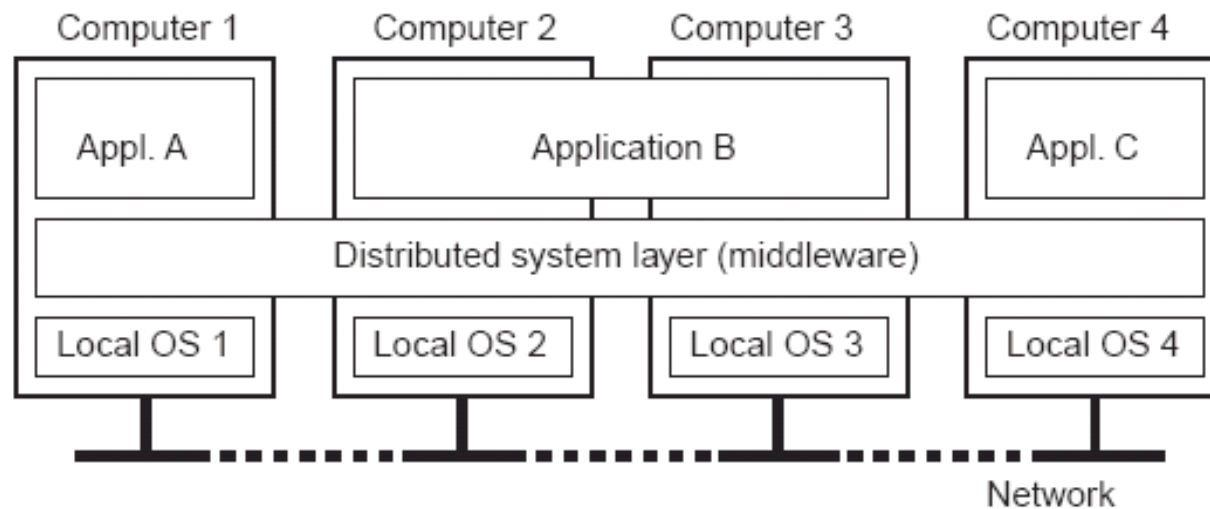 Computer 1 Computer 2 Computer 3 Computer 4
Appl. A Application B Appl. C
Distributed system layer (middleware)
Local OS 1 Local OS 2 Local OS 3 Local OS 4
Network